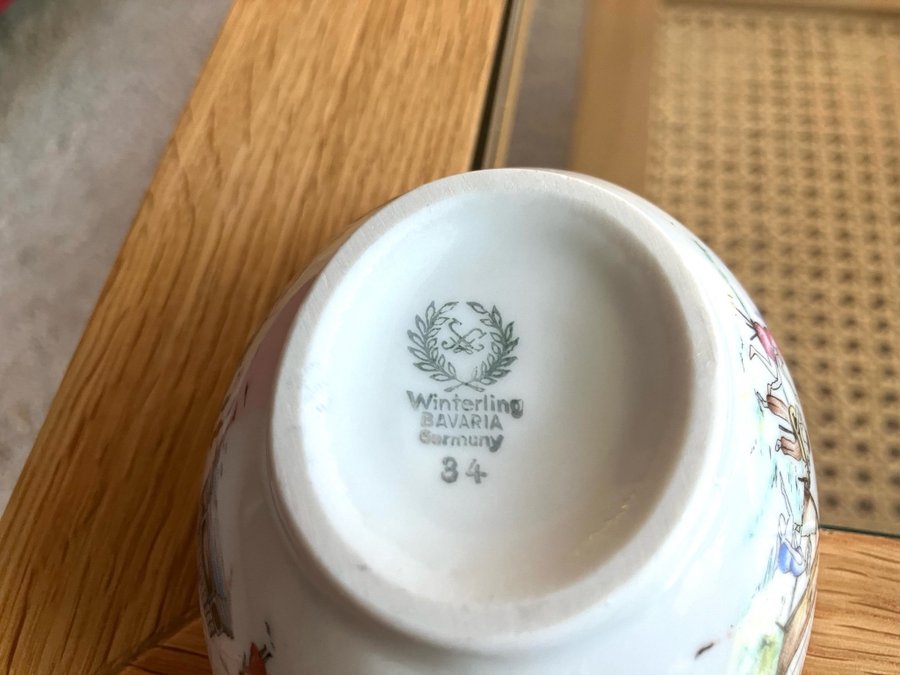 Winterling
BAVARIA
Germany
34